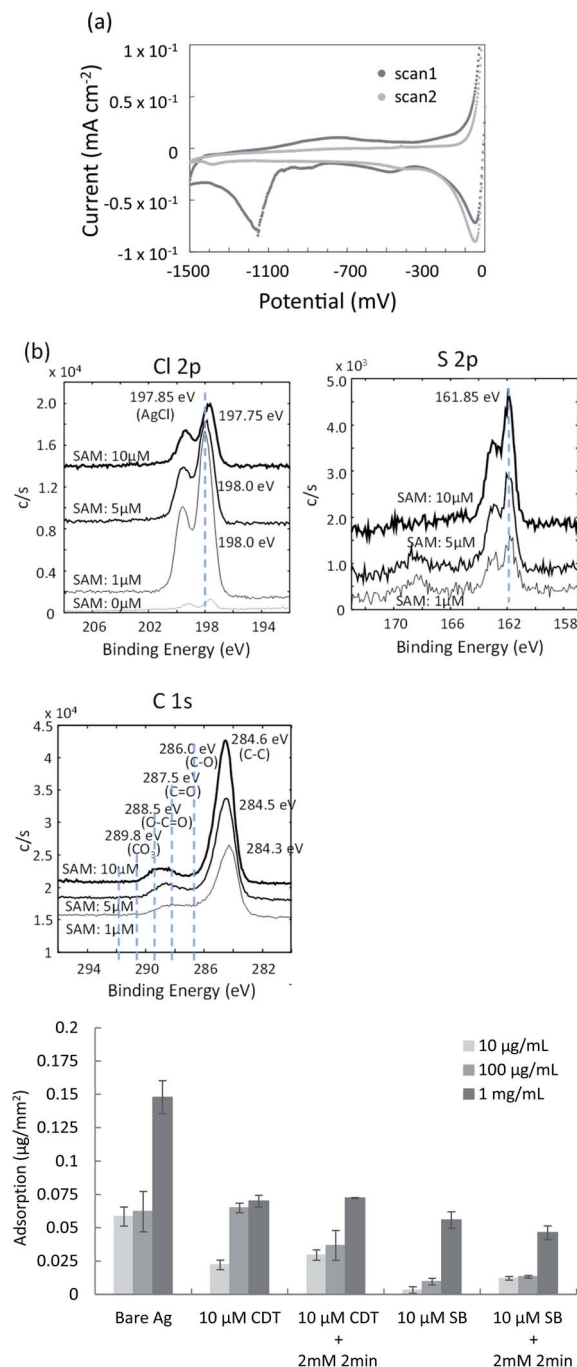 (a)
1 x 10⁻¹
0.5 x 10⁻¹
0
-0.5 x 10⁻¹
-1 x 10⁻¹
Current (mA cm⁻²)
scan1
scan2
-1500
-1100
-700
-300
0
Potential (mV)
(b)
Cl 2p
x 10⁴
2.0
1.6
1.2
0.8
0.4
0
c/s
197.85 eV
(AgCl)
197.75 eV
SAM: 10µM
SAM: 5µM
198.0 eV
198.0 eV
SAM: 1µM
SAM: 0µM
206
202
198
194
Binding Energy (eV)
S 2p
x 10³
5.0
4.0
3.0
2.0
1.0
0
c/s
161.85 eV
SAM: 10µM
SAM: 5µM
SAM: 1µM
170
166
162
158
Binding Energy (eV)
C 1s
x 10⁴
4.5
4.0
3.5
3.0
2.5
2.0
1.5
1
c/s
286.0 eV
(C-O)
284.6 eV
(C-C)
287.5 eV
(C=O)
288.5 eV
(O-C=O)
284.5 eV
289.8 eV
(CO₃)
284.3 eV
SAM: 10µM
SAM: 5µM
SAM: 1µM
294
290
286
282
Binding Energy (eV)
0.2
0.175
0.15
0.125
0.1
0.075
0.05
0.025
0
Adsorption (µg/mm²)
10 µg/mL
100 µg/mL
1 mg/mL
Bare Ag
10 µM CDT
10 µM CDT
+
2mM 2min
10 µM SB
10 µM SB
+
2mM 2min